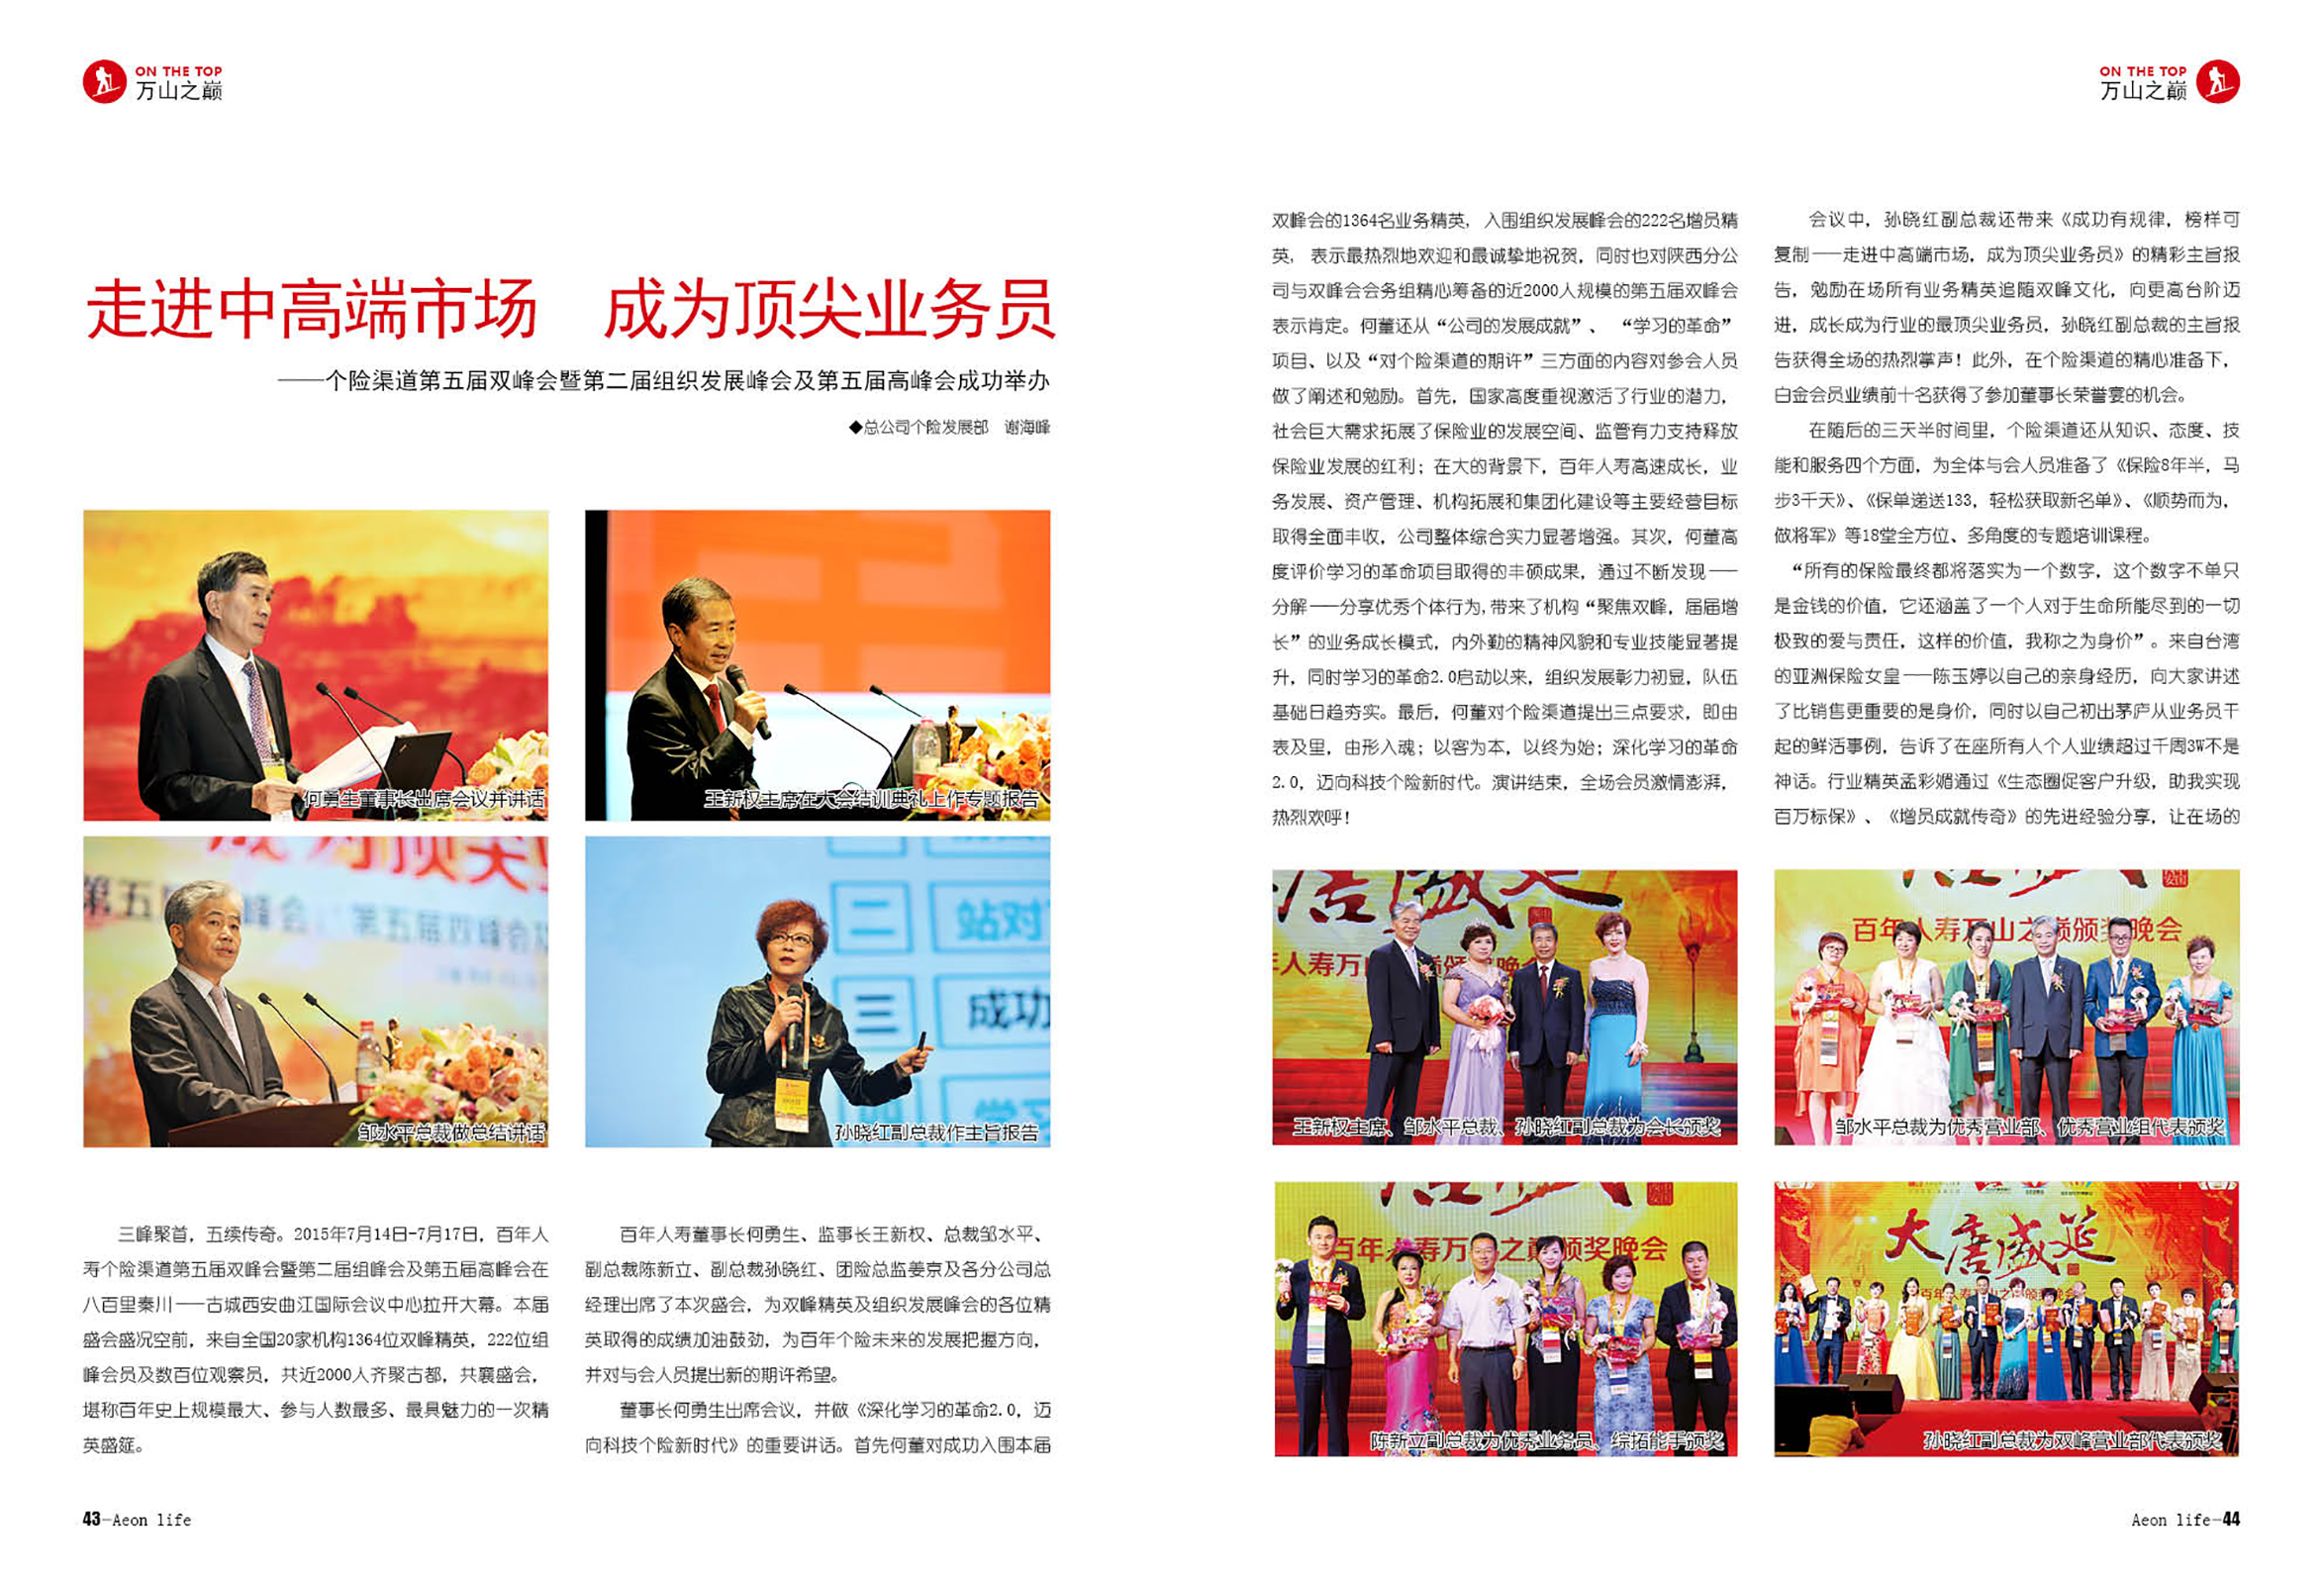 ON THE TOP
万山之巅
ON THE TOP
万山之巅
走进中高端市场　成为顶尖业务员
——个险渠道第五届双峰会暨第二届组织发展峰会及第五届高峰会成功举办
◆总公司个险发展部　谢海峰
何勇生董事长出席会议并讲话
王新权主席在大会结训典礼上作专题报告
第五
峰会
第五届双峰会
邹水平总裁做总结讲话
二
站对
三
成功
孙晓红副总裁作主旨报告
三峰聚首，五续传奇。2015年7月14日-7月17日，百年人
寿个险渠道第五届双峰会暨第二届组峰会及第五届高峰会在
八百里秦川——古城西安曲江国际会议中心拉开大幕。本届
盛会盛况空前，来自全国20家机构1364位双峰精英，222位组
峰会员及数百位观察员，共近2000人齐聚古都，共襄盛会，
堪称百年史上规模最大、参与人数最多、最具魅力的一次精
英盛筵。
百年人寿董事长何勇生、监事长王新权、总裁邹水平、
副总裁陈新立、副总裁孙晓红、团险总监姜京及各分公司总
经理出席了本次盛会，为双峰精英及组织发展峰会的各位精
英取得的成绩加油鼓劲，为百年个险未来的发展把握方向，
并对与会人员提出新的期许希望。
董事长何勇生出席会议，并做《深化学习的革命2.0，迈
向科技个险新时代》的重要讲话。首先何董对成功入围本届
双峰会的1364名业务精英，入围组织发展峰会的222名增员精
英，表示最热烈地欢迎和最诚挚地祝贺，同时也对陕西分公
司与双峰会会务组精心筹备的近2000人规模的第五届双峰会
表示肯定。何董还从“公司的发展成就”、“学习的革命”
项目、以及“对个险渠道的期许”三方面的内容对参会人员
做了阐述和勉励。首先，国家高度重视激活了行业的潜力，
社会巨大需求拓展了保险业的发展空间、监管有力支持释放
保险业发展的红利；在大的背景下，百年人寿高速成长，业
务发展、资产管理、机构拓展和集团化建设等主要经营目标
取得全面丰收，公司整体综合实力显著增强。其次，何董高
度评价学习的革命项目取得的丰硕成果，通过不断发现——
分解——分享优秀个体行为,带来了机构“聚焦双峰，届届增
长”的业务成长模式，内外勤的精神风貌和专业技能显著提
升，同时学习的革命2.0启动以来，组织发展彰力初显，队伍
基础日趋夯实。最后，何董对个险渠道提出三点要求，即由
表及里，由形入魂；以客为本，以终为始；深化学习的革命
2.0，迈向科技个险新时代。演讲结束，全场会员激情澎湃，
热烈欢呼！
会议中，孙晓红副总裁还带来《成功有规律，榜样可
复制——走进中高端市场，成为顶尖业务员》的精彩主旨报
告，勉励在场所有业务精英追随双峰文化，向更高台阶迈
进，成长成为行业的最顶尖业务员，孙晓红副总裁的主旨报
告获得全场的热烈掌声！此外，在个险渠道的精心准备下，
白金会员业绩前十名获得了参加董事长荣誉宴的机会。
在随后的三天半时间里，个险渠道还从知识、态度、技
能和服务四个方面，为全体与会人员准备了《保险8年半，马
步3千天》、《保单递送133，轻松获取新名单》、《顺势而为，
做将军》等18堂全方位、多角度的专题培训课程。
“所有的保险最终都将落实为一个数字，这个数字不单只
是金钱的价值，它还涵盖了一个人对于生命所能尽到的一切
极致的爱与责任，这样的价值，我称之为身价”。来自台湾
的亚洲保险女皇——陈玉婷以自己的亲身经历，向大家讲述
了比销售更重要的是身价，同时以自己初出茅庐从业务员干
起的鲜活事例，告诉了在座所有人个人业绩超过千周3W不是
神话。行业精英孟彩媚通过《生态圈促客户升级，助我实现
百万标保》、《增员成就传奇》的先进经验分享，让在场的
王新权主席、邹水平总裁、孙晓红副总裁为会长颁奖
百年人寿万山之巅颁奖晚会
邹水平总裁为优秀营业部、优秀营业组代表颁奖
百年人寿万山之巅颁奖晚会
陈新立副总裁为优秀业务员、综拓能手颁奖
大唐盛筵
孙晓红副总裁为双峰营业部代表颁奖
43—Aeon life
Aeon life—44